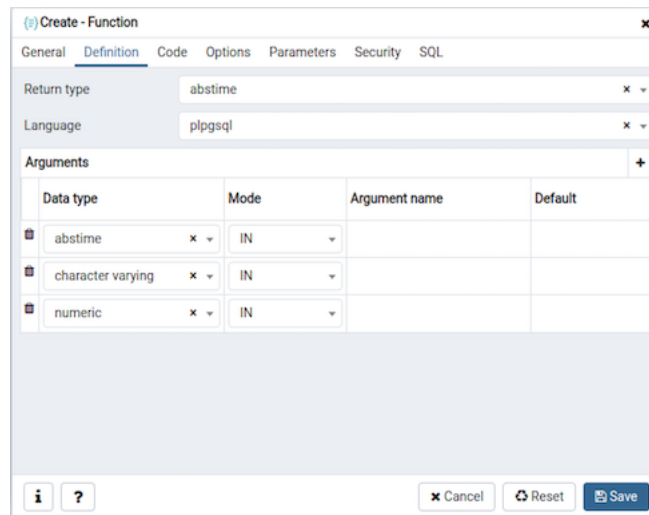 Create - Function
General Definition Code Options Parameters Security SQL
Return type abstime
Language plpgsql
Arguments
Data type Mode Argument name Default
abstime IN
character varying IN
numeric IN
i ? Cancel Reset Save